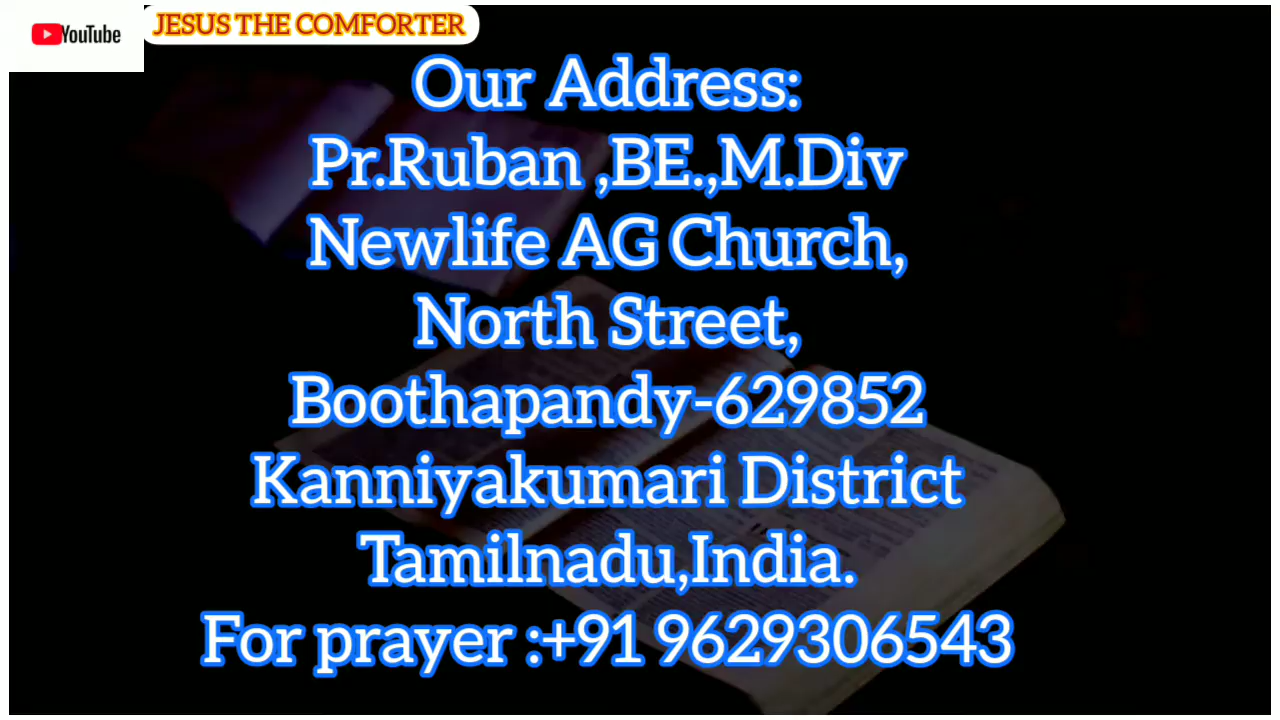 YouTube
JESUS THE COMFORTER
Our Address:
Pr.Ruban ,BE.,M.Div
Newlife AG Church,
North Street,
Boothapandy-629852
Kanniyakumari District
Tamilnadu,India.
For prayer :+91 9629306543